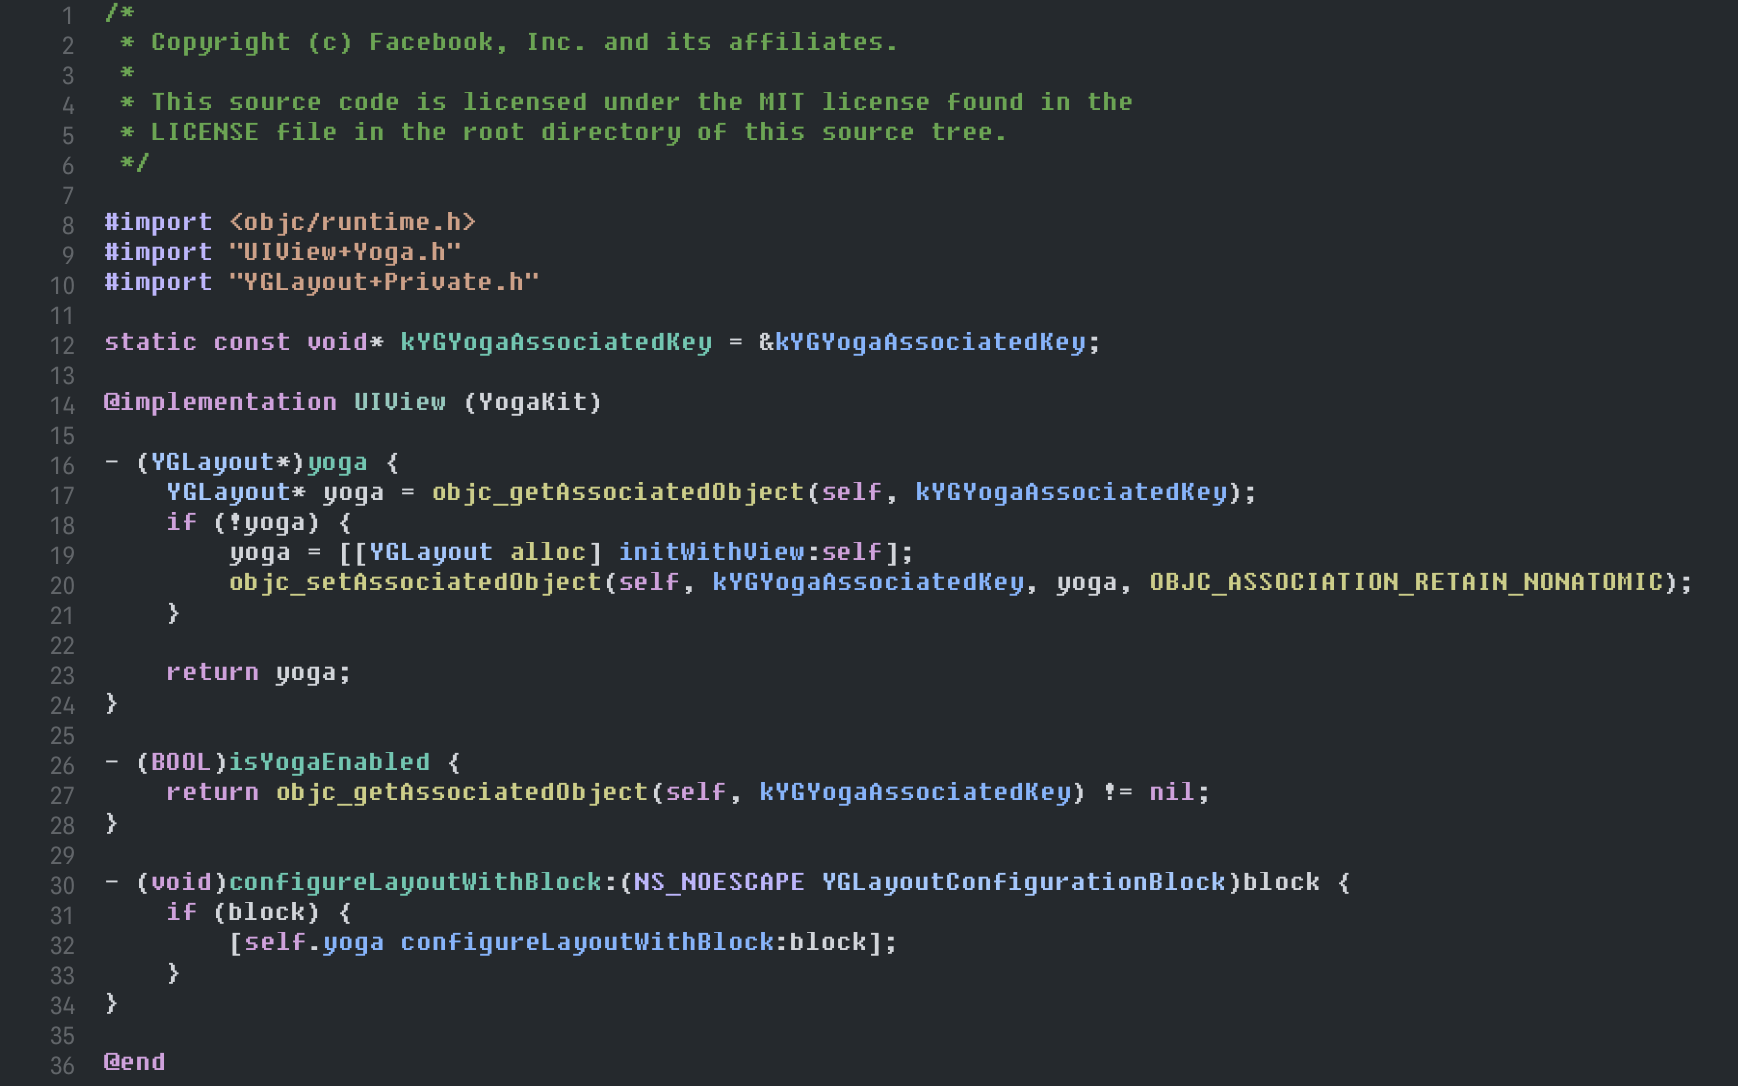 1 /*
2  * Copyright (c) Facebook, Inc. and its affiliates.
3  *
4  * This source code is licensed under the MIT license found in the
5  * LICENSE file in the root directory of this source tree.
6  */
7
8 #import <objc/runtime.h>
9 #import "UIView+Yoga.h"
10 #import "YGLayout+Private.h"
11
12 static const void* kYGYogaAssociatedKey = &kYGYogaAssociatedKey;
13
14 @implementation UIView (YogaKit)
15
16 - (YGLayout*)yoga {
17     YGLayout* yoga = objc_getAssociatedObject(self, kYGYogaAssociatedKey);
18     if (!yoga) {
19         yoga = [[YGLayout alloc] initWithView:self];
20         objc_setAssociatedObject(self, kYGYogaAssociatedKey, yoga, OBJC_ASSOCIATION_RETAIN_NONATOMIC);
21     }
22
23     return yoga;
24 }
25
26 - (BOOL)isYogaEnabled {
27     return objc_getAssociatedObject(self, kYGYogaAssociatedKey) != nil;
28 }
29
30 - (void)configureLayoutWithBlock:(NS_NOESCAPE YGLayoutConfigurationBlock)block {
31     if (block) {
32         [self.yoga configureLayoutWithBlock:block];
33     }
34 }
35
36 @end